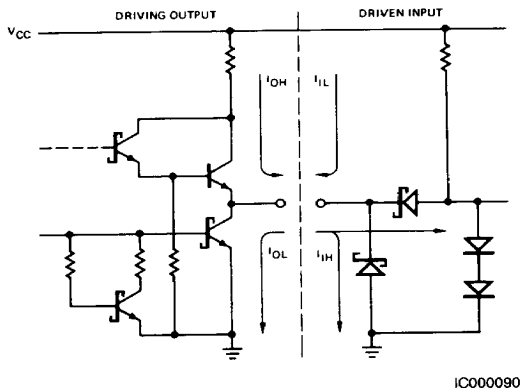 DRIVING OUTPUT
DRIVEN INPUT
VCC
IOH
IIL
IOL
IIH
IC000090